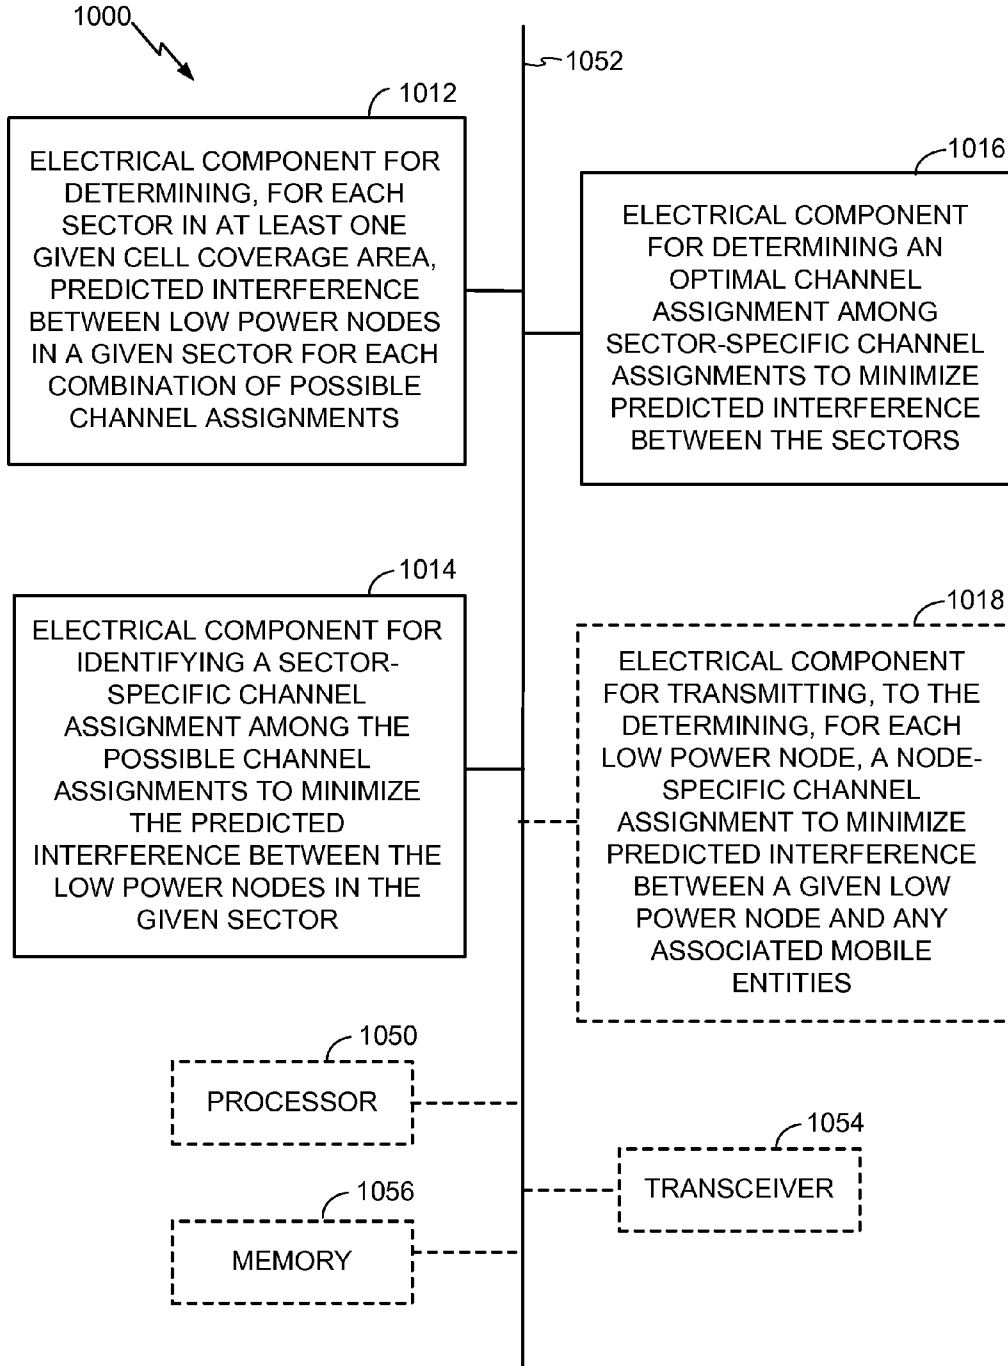 1000
1052
1012
ELECTRICAL COMPONENT FOR
DETERMINING, FOR EACH
SECTOR IN AT LEAST ONE
GIVEN CELL COVERAGE AREA,
PREDICTED INTERFERENCE
BETWEEN LOW POWER NODES
IN A GIVEN SECTOR FOR EACH
COMBINATION OF POSSIBLE
CHANNEL ASSIGNMENTS
1016
ELECTRICAL COMPONENT
FOR DETERMINING AN
OPTIMAL CHANNEL
ASSIGNMENT AMONG
SECTOR-SPECIFIC CHANNEL
ASSIGNMENTS TO MINIMIZE
PREDICTED INTERFERENCE
BETWEEN THE SECTORS
1014
ELECTRICAL COMPONENT FOR
IDENTIFYING A SECTOR-
SPECIFIC CHANNEL
ASSIGNMENT AMONG THE
POSSIBLE CHANNEL
ASSIGNMENTS TO MINIMIZE
THE PREDICTED
INTERFERENCE BETWEEN THE
LOW POWER NODES IN THE
GIVEN SECTOR
1018
ELECTRICAL COMPONENT
FOR TRANSMITTING, TO THE
DETERMINING, FOR EACH
LOW POWER NODE, A NODE-
SPECIFIC CHANNEL
ASSIGNMENT TO MINIMIZE
PREDICTED INTERFERENCE
BETWEEN A GIVEN LOW
POWER NODE AND ANY
ASSOCIATED MOBILE
ENTITIES
1050
PROCESSOR
1054
TRANSCEIVER
1056
MEMORY